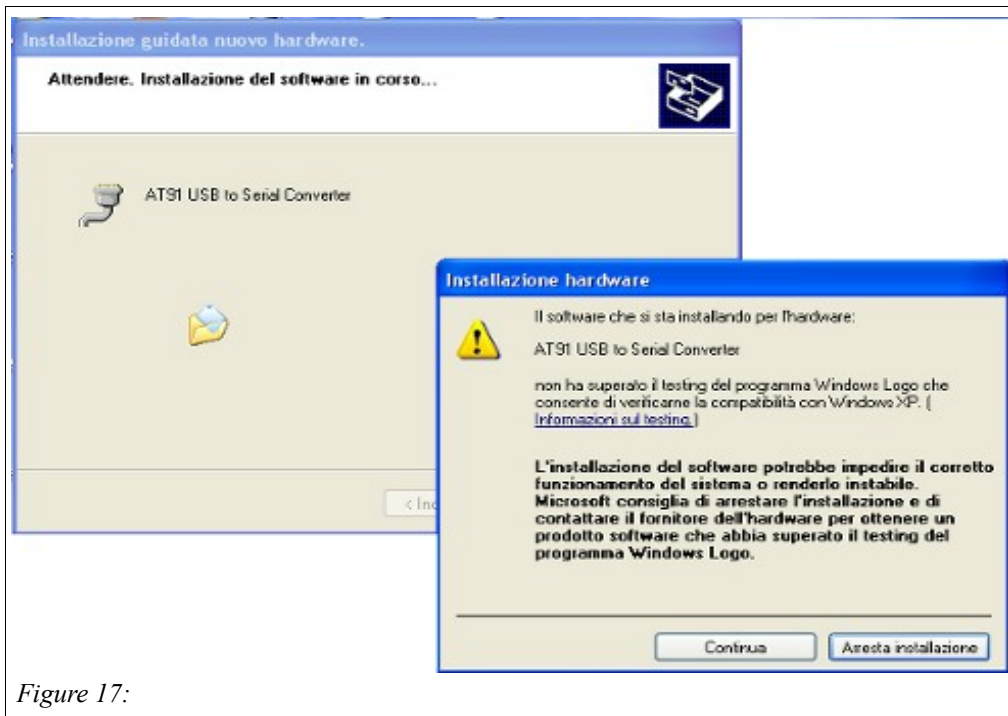 Installazione guidata nuovo hardware.
Attendere. Installazione del software in corso...
AT91 USB to Serial Converter
Installazione hardware
Il software che si sta installando per l'hardware:
AT91 USB to Serial Converter
non ha superato il testing del programma Windows Logo che
consente di verificarne la compatibilità con Windows XP. (
Informazioni sul testing.)
L'installazione del software potrebbe impedire il corretto
funzionamento del sistema o renderlo instabile.
Microsoft consiglia di arrestare l'installazione e di
contattare il fornitore dell'hardware per ottenere un
prodotto software che abbia superato il testing del
programma Windows Logo.
< In
Continua
Arresta installazione
Figure 17: